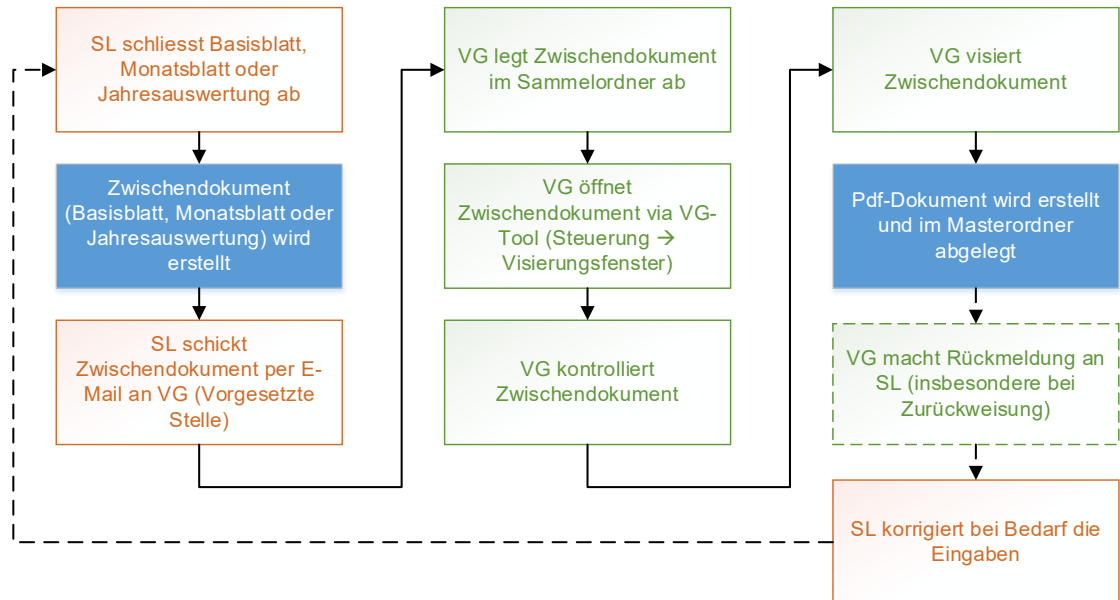 SL schliesst Basisblatt,
Monatsblatt oder
Jahresauswertung ab
Zwischendokument
(Basisblatt, Monatsblatt oder
Jahresauswertung) wird
erstellt
SL schickt
Zwischendokument per E-
Mail an VG (Vorgesetzte
Stelle)
VG legt Zwischendokument
im Sammelordner ab
VG öffnet
Zwischendokument via VG-
Tool (Steuerung →
Visierungsfenster)
VG kontrolliert
Zwischendokument
VG visiert
Zwischendokument
Pdf-Dokument wird erstellt
und im Masterordner
abgelegt
VG macht Rückmeldung an
SL (insbesondere bei
Zurückweisung)
SL korrigiert bei Bedarf die
Eingaben